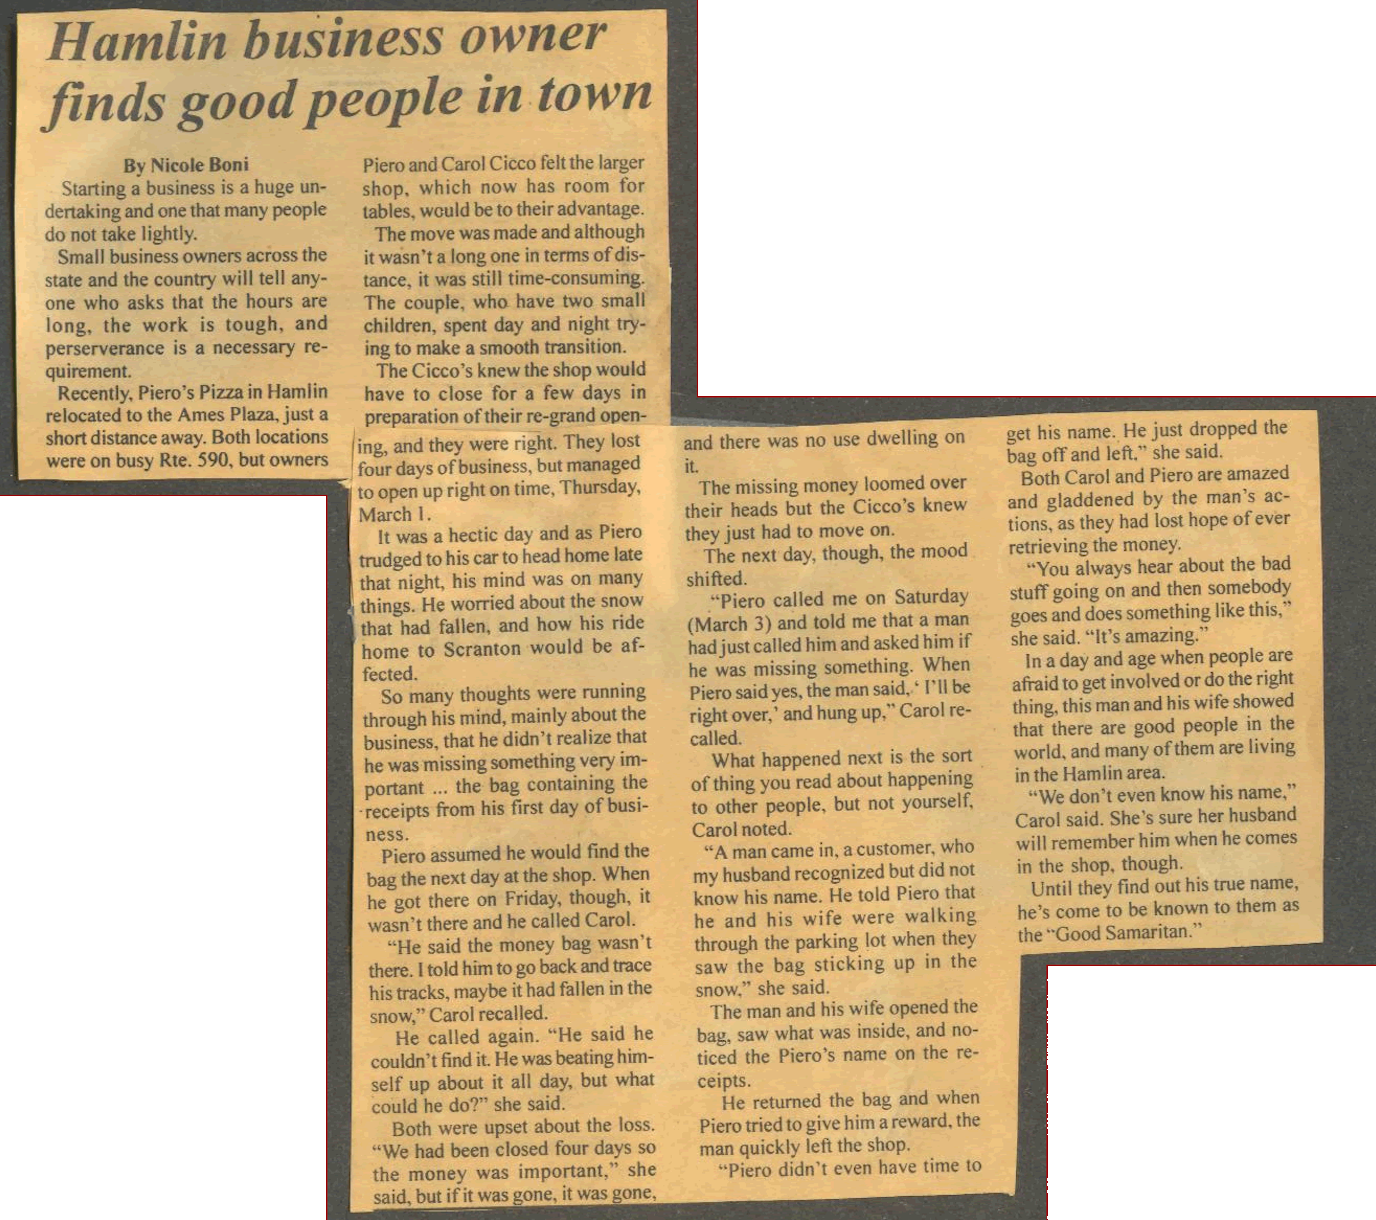 Hamlin business owner
finds good people in town
By Nicole Boni
Starting a business is a huge un-
dertaking and one that many people
do not take lightly.
Small business owners across the
state and the country will tell any-
one who asks that the hours are
long, the work is tough, and
perserverance is a necessary re-
quirement.
Recently, Piero's Pizza in Hamlin
relocated to the Ames Plaza, just a
short distance away. Both locations
were on busy Rte. 590, but owners
Piero and Carol Cicco felt the larger
shop, which now has room for
tables, would be to their advantage.
The move was made and although
it wasn't a long one in terms of dis-
tance, it was still time-consuming.
The couple, who have two small
children, spent day and night try-
ing to make a smooth transition.
The Cicco's knew the shop would
have to close for a few days in
preparation of their re-grand open-
ing, and they were right. They lost
four days of business, but managed
to open up right on time, Thursday,
March 1.
It was a hectic day and as Piero
trudged to his car to head home late
that night, his mind was on many
things. He worried about the snow
that had fallen, and how his ride
home to Scranton would be af-
fected.
So many thoughts were running
through his mind, mainly about the
business, that he didn't realize that
he was missing something very im-
portant ... the bag containing the
receipts from his first day of busi-
ness.
Piero assumed he would find the
bag the next day at the shop. When
he got there on Friday, though, it
wasn't there and he called Carol.
"He said the money bag wasn't
there. I told him to go back and trace
his tracks, maybe it had fallen in the
snow," Carol recalled.
He called again. "He said he
couldn't find it. He was beating him-
self up about it all day, but what
could he do?" she said.
Both were upset about the loss.
"We had been closed four days so
the money was important," she
said, but if it was gone, it was gone,
and there was no use dwelling on
it.
The missing money loomed over
their heads but the Cicco's knew
they just had to move on.
The next day, though, the mood
shifted.
"Piero called me on Saturday
(March 3) and told me that a man
had just called him and asked him if
he was missing something. When
Piero said yes, the man said, ' I'll be
right over,' and hung up," Carol re-
called.
What happened next is the sort
of thing you read about happening
to other people, but not yourself,
Carol noted.
"A man came in, a customer, who
my husband recognized but did not
know his name. He told Piero that
he and his wife were walking
through the parking lot when they
saw the bag sticking up in the
snow," she said.
The man and his wife opened the
bag, saw what was inside, and no-
ticed the Piero's name on the re-
ceipts.
He returned the bag and when
Piero tried to give him a reward, the
man quickly left the shop.
"Piero didn't even have time to
get his name. He just dropped the
bag off and left," she said.
Both Carol and Piero are amazed
and gladdened by the man's ac-
tions, as they had lost hope of ever
retrieving the money.
"You always hear about the bad
stuff going on and then somebody
goes and does something like this,"
she said. "It's amazing."
In a day and age when people are
afraid to get involved or do the right
thing, this man and his wife showed
that there are good people in the
world, and many of them are living
in the Hamlin area.
"We don't even know his name,"
Carol said. She's sure her husband
will remember him when he comes
in the shop, though.
Until they find out his true name,
he's come to be known to them as
the "Good Samaritan."